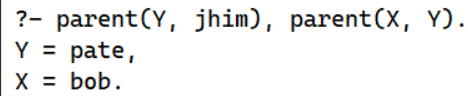 ?- parent(Y, jhim), parent(X, Y).
Y = pate,
X = bob.